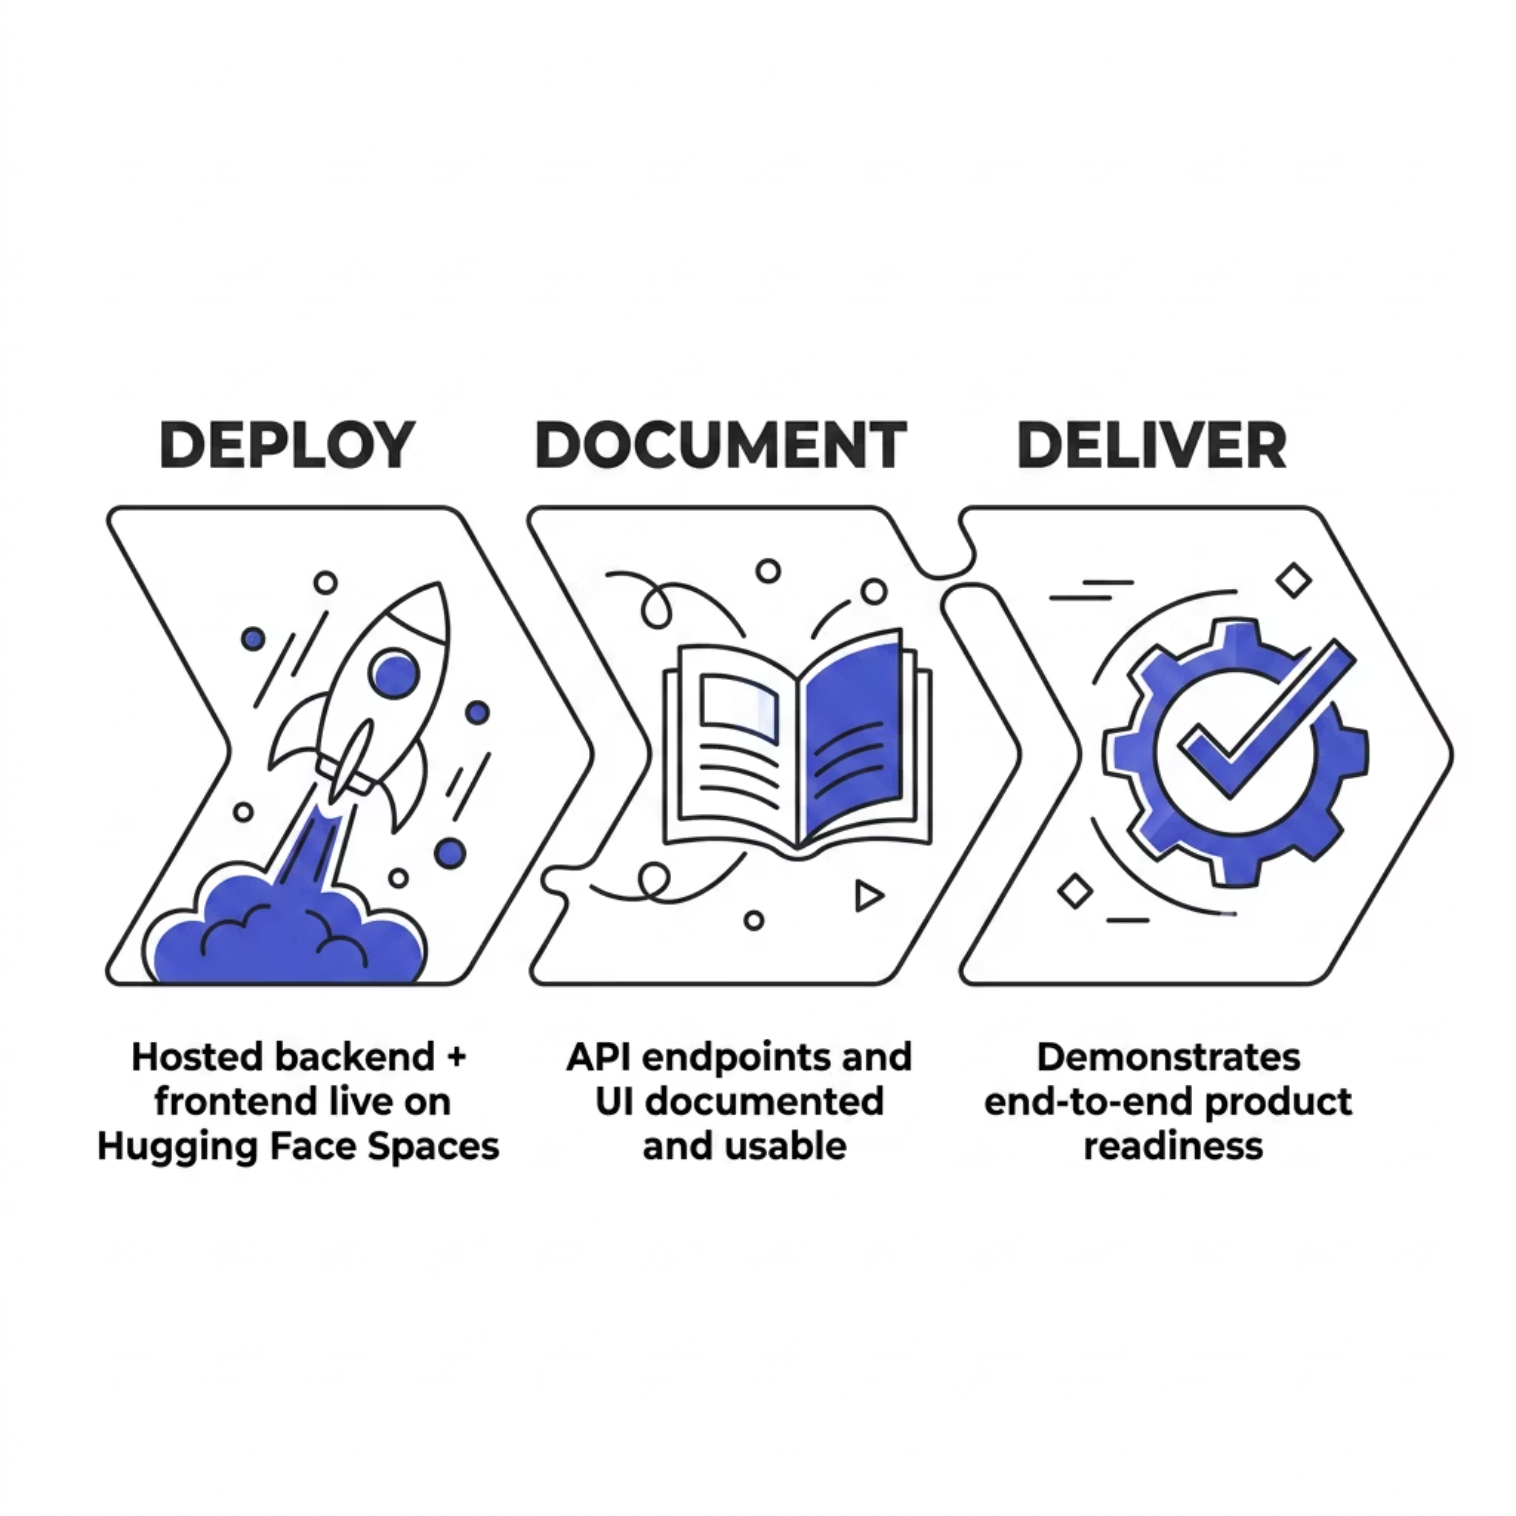 DEPLOY
DOCUMENT
DELIVER
Hosted backend +
frontend live on
Hugging Face Spaces
API endpoints and
UI documented
and usable
Demonstrates
end-to-end product
readiness